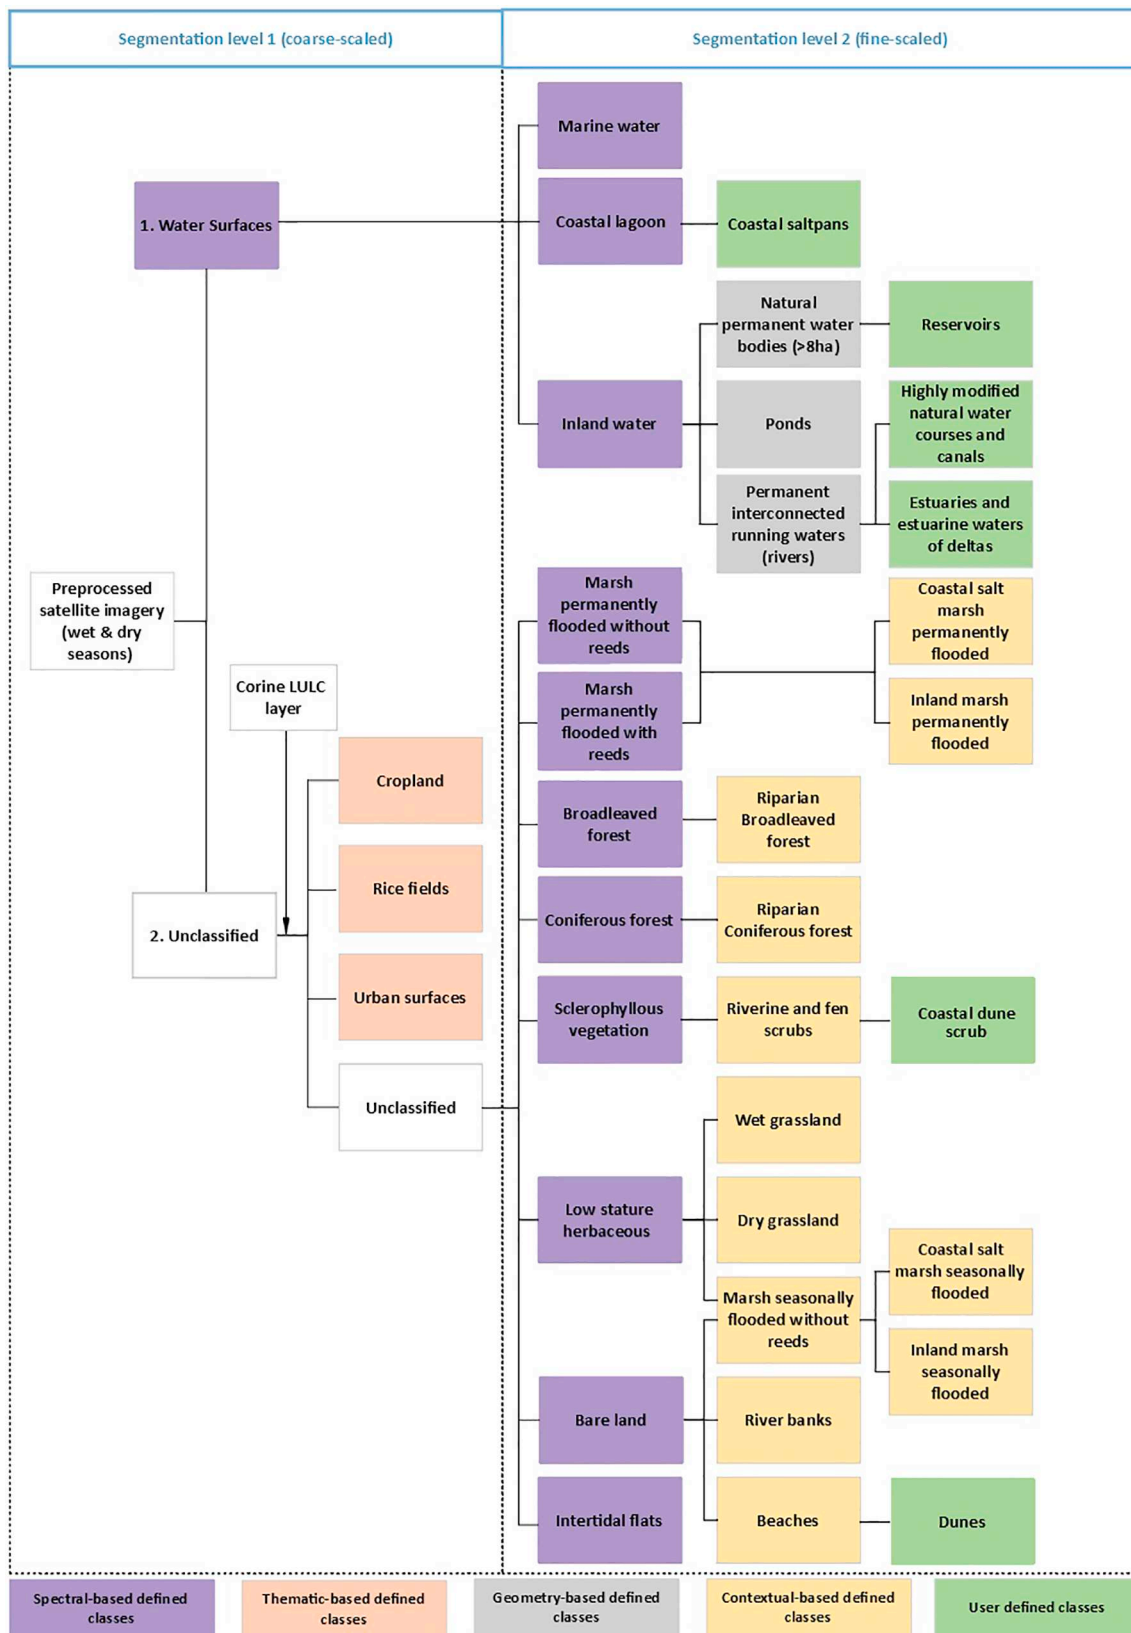 Segmentation level 1 (coarse-scaled)
Segmentation level 2 (fine-scaled)
Marine water
1. Water Surfaces
Coastal lagoon
Coastal saltpans
Natural
permanent water
bodies (>8ha)
Reservoirs
Inland water
Ponds
Highly modified
natural water
courses and
canals
Permanent
interconnected
running waters
(rivers)
Estuaries and
estuarine waters
of deltas
Preprocessed
satellite imagery
(wet & dry
seasons)
Marsh
permanently
flooded without
reeds
Coastal salt
marsh
permanently
flooded
Corine LULC
layer
Marsh
permanently
flooded with
reeds
Inland marsh
permanently
flooded
Cropland
Broadleaved
forest
Riparian
Broadleaved
forest
Rice fields
2. Unclassified
Coniferous forest
Riparian
Coniferous forest
Urban surfaces
Sclerophyllous
vegetation
Riverine and fen
scrubs
Coastal dune
scrub
Unclassified
Wet grassland
Low stature
herbaceous
Dry grassland
Coastal salt
marsh seasonally
flooded
Marsh seasonally
flooded without
reeds
Inland marsh
seasonally
flooded
Bare land
River banks
Intertidal flats
Beaches
Dunes
Spectral-based defined
classes
Thematic-based defined
classes
Geometry-based defined
classes
Contextual-based defined
classes
User defined classes